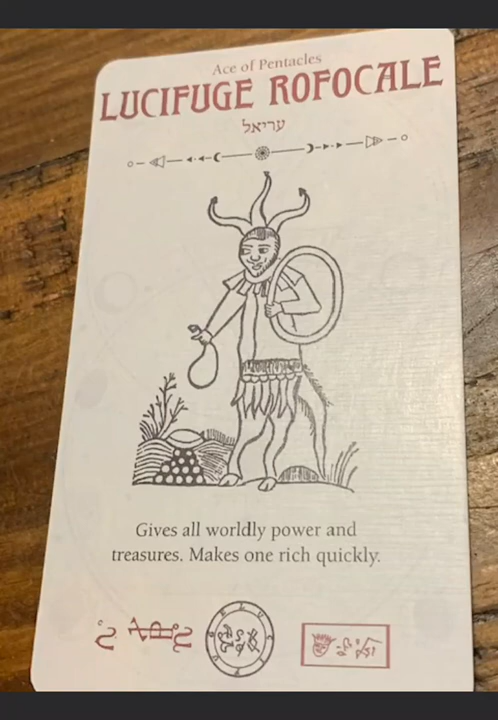 Ace of Pentacles
LUCIFUGE ROFOCALE
עריאל
Gives all worldly power and
treasures. Makes one rich quickly.